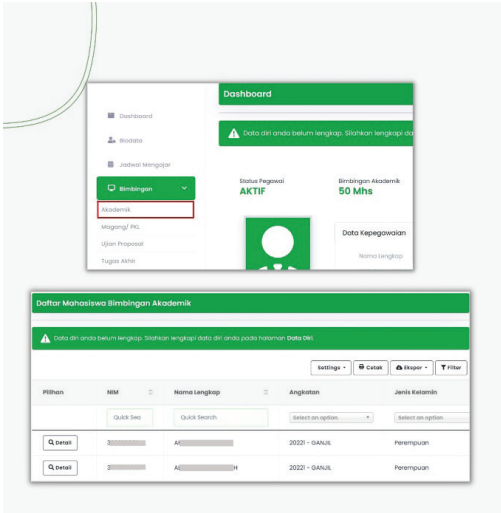 Dashboard
Dashboard
Biodata
Jadwal Mengajar
Bimbingan
Akademik
Magang/ PKL
Ujian Proposal
Tugas Akhir
Data diri anda belum lengkap. Silahkan lengkapi da
Status Pegawai
AKTIF
Bimbingan Akademik
50 Mhs
Data Kepegawaian
Nama Lengkap
Daftar Mahasiswa Bimbingan Akademik
Data diri anda belum lengkap. Silahkan lengkapi data diri anda pada halaman Data Diri
Settings Cetak Ekspor Filter
Pilihan NIM Nama Lengkap Angkatan Jenis Kelamin
Quick Sea Quick Search Select an option Select an option
Detail 3 A 20221 - GANJIL Perempuan
Detail 3 A H 20221 - GANJIL Perempuan